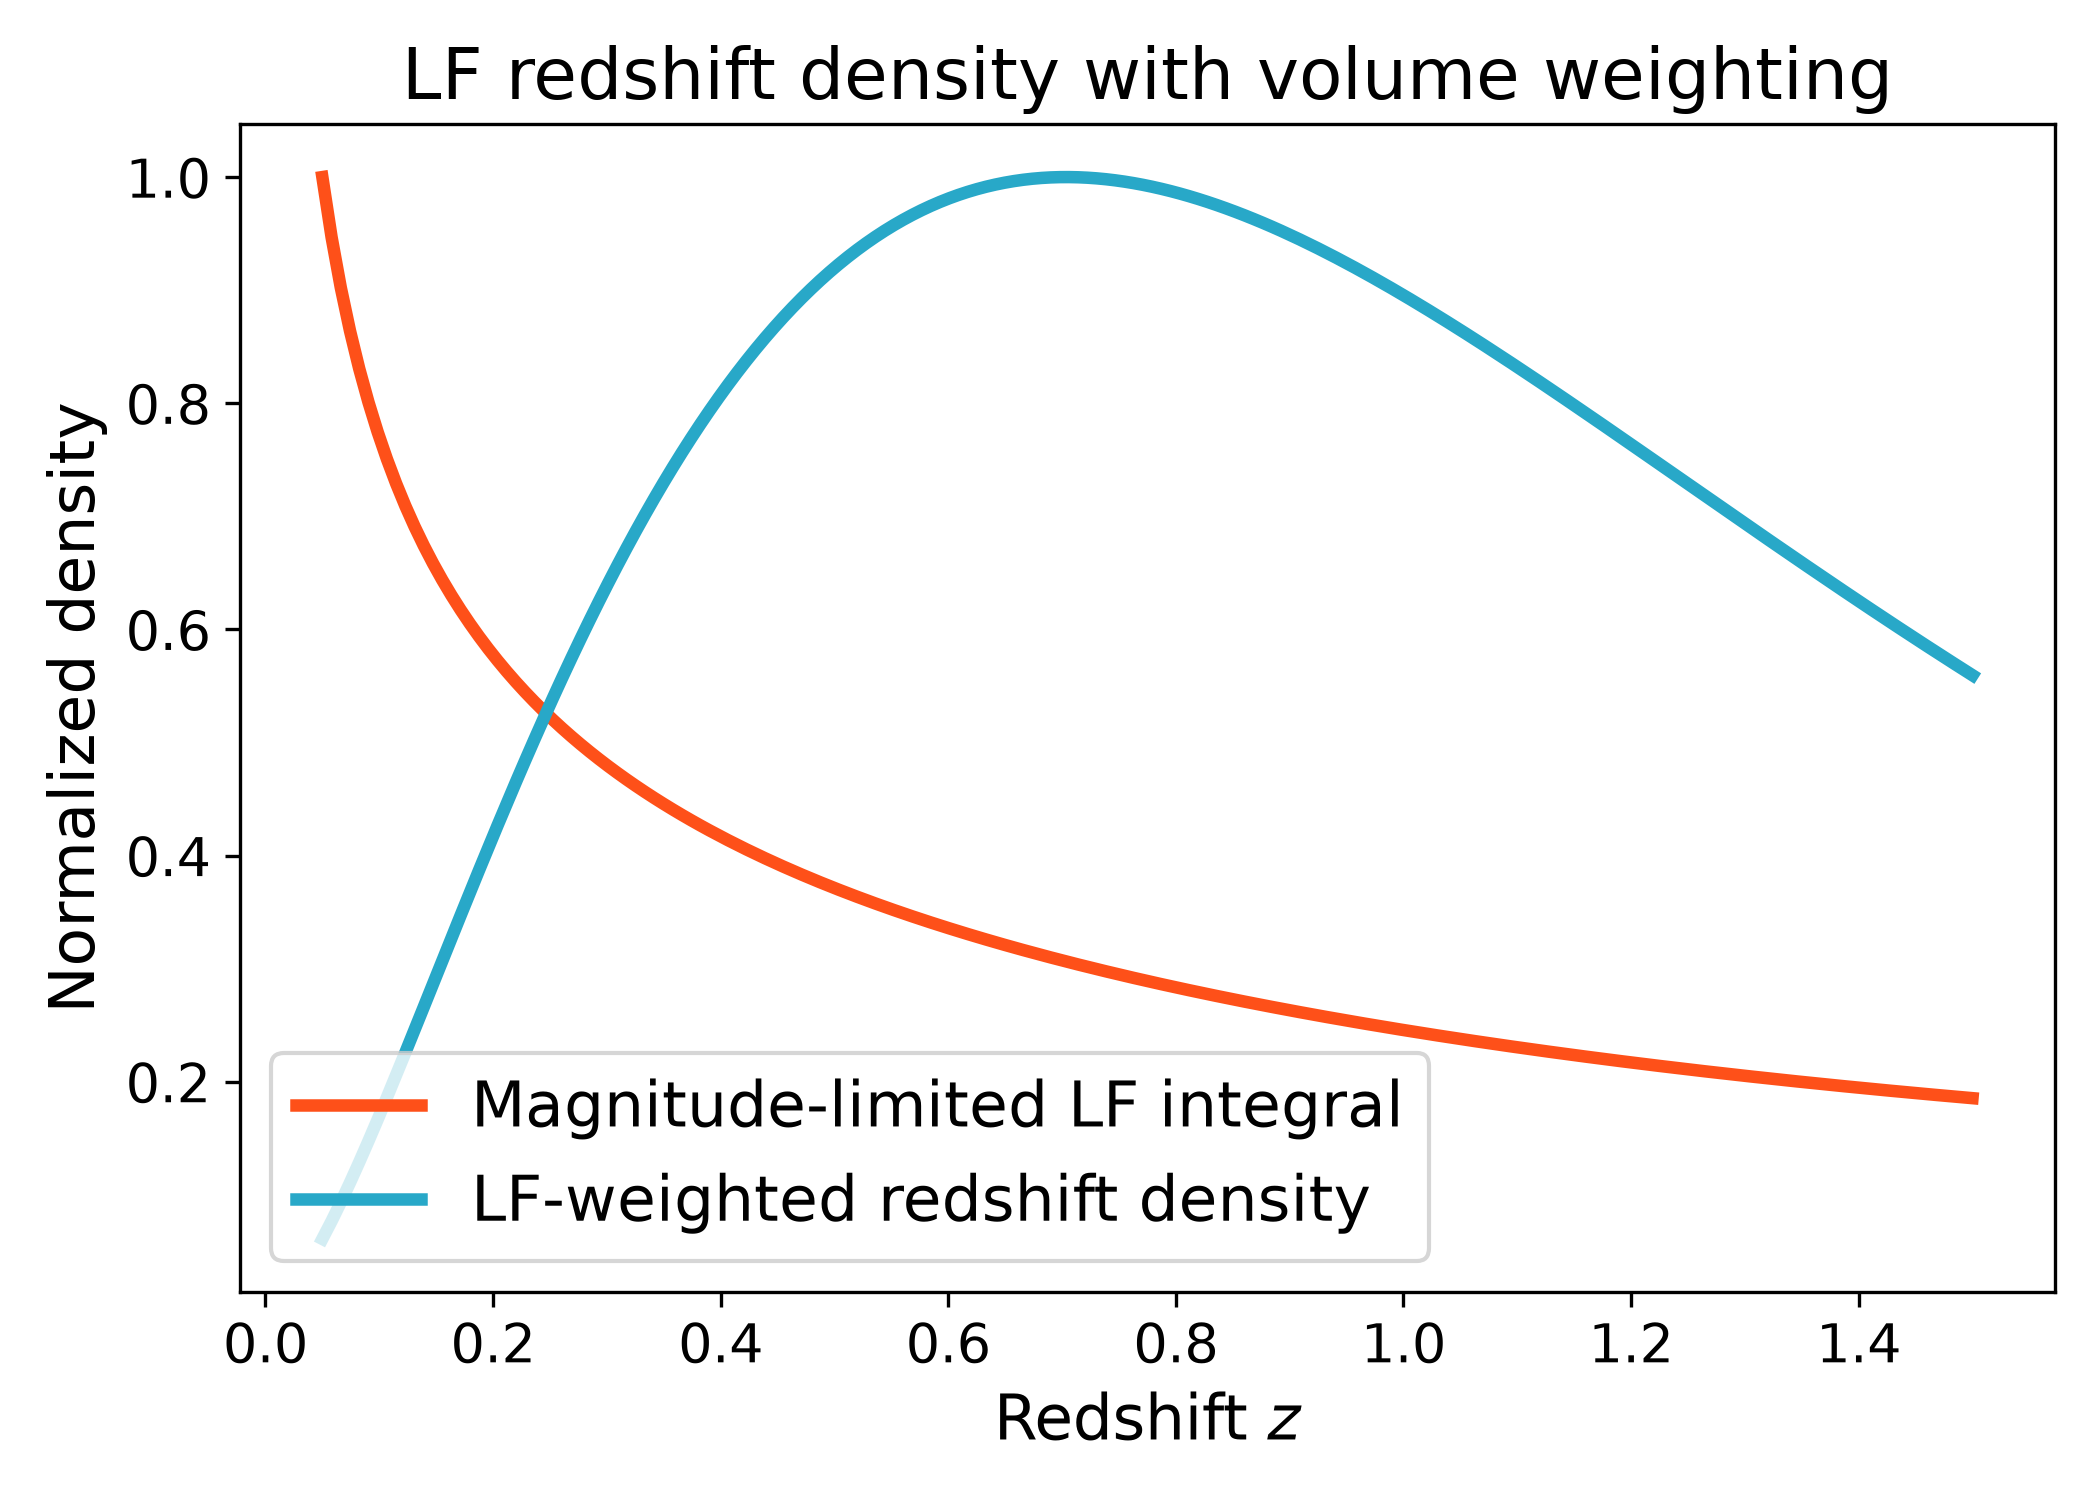 LF redshift density with volume weighting
Normalized density
1.0
0.8
0.6
0.4
0.2
Magnitude-limited LF integral
LF-weighted redshift density
0.0 0.2 0.4 0.6 0.8 1.0 1.2 1.4
Redshift z